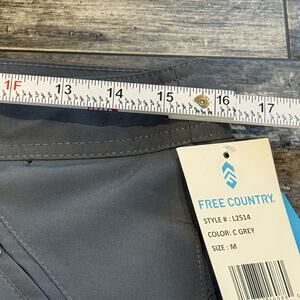 1F 13 14 15 16 17
FREE COUNTRY.
STYLE # : L2514
COLOR: C GREY
SIZE : M